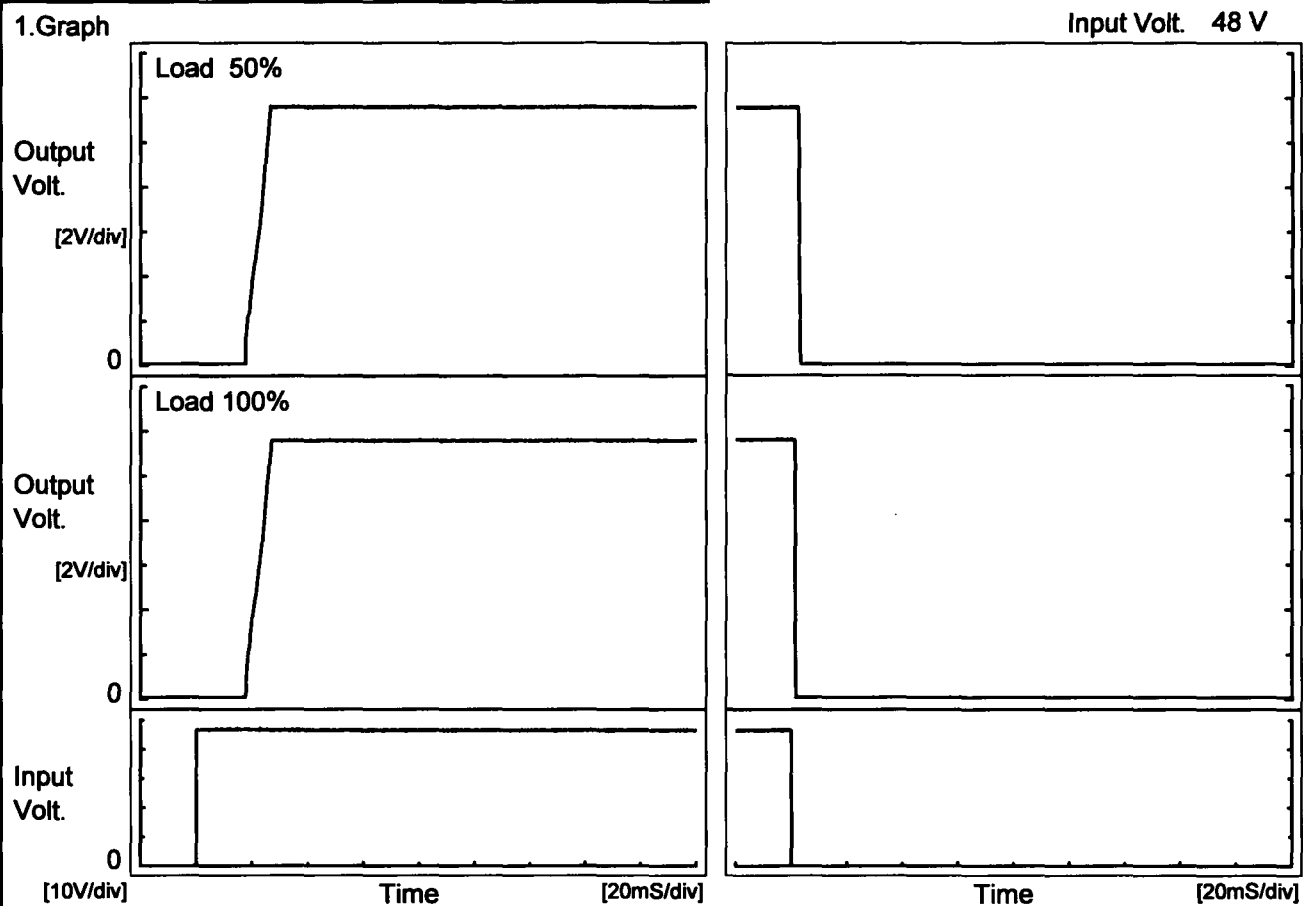 1.Graph
Input Volt. 48 V
Load 50%
Output
Volt.
[2V/div]
0
Load 100%
Output
Volt.
[2V/div]
0
Input
Volt.
0
[10V/div]
Time
[20mS/div]
Time
[20mS/div]